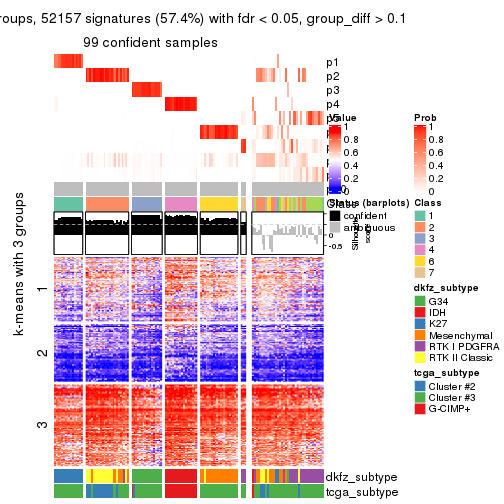 roups, 52157 signatures (57.4%) with fdr < 0.05, group_diff > 0.1
99 confident samples
p1
p2
p3
p4
Value
1
0.8
0.6
0.4
0.2
0
Prob
1
0.8
0.6
0.4
0.2
0
Status (barplots)
confident
ambiguous
Class
1
2
3
4
6
7
0
-0.5
Silhouette
score
k-means with 3 groups
1
2
3
dkfz_subtype
G34
IDH
K27
Mesenchymal
RTK I PDGFRA
RTK II Classic
tcga_subtype
Cluster #2
Cluster #3
G-CIMP+
dkfz_subtype
tcga_subtype